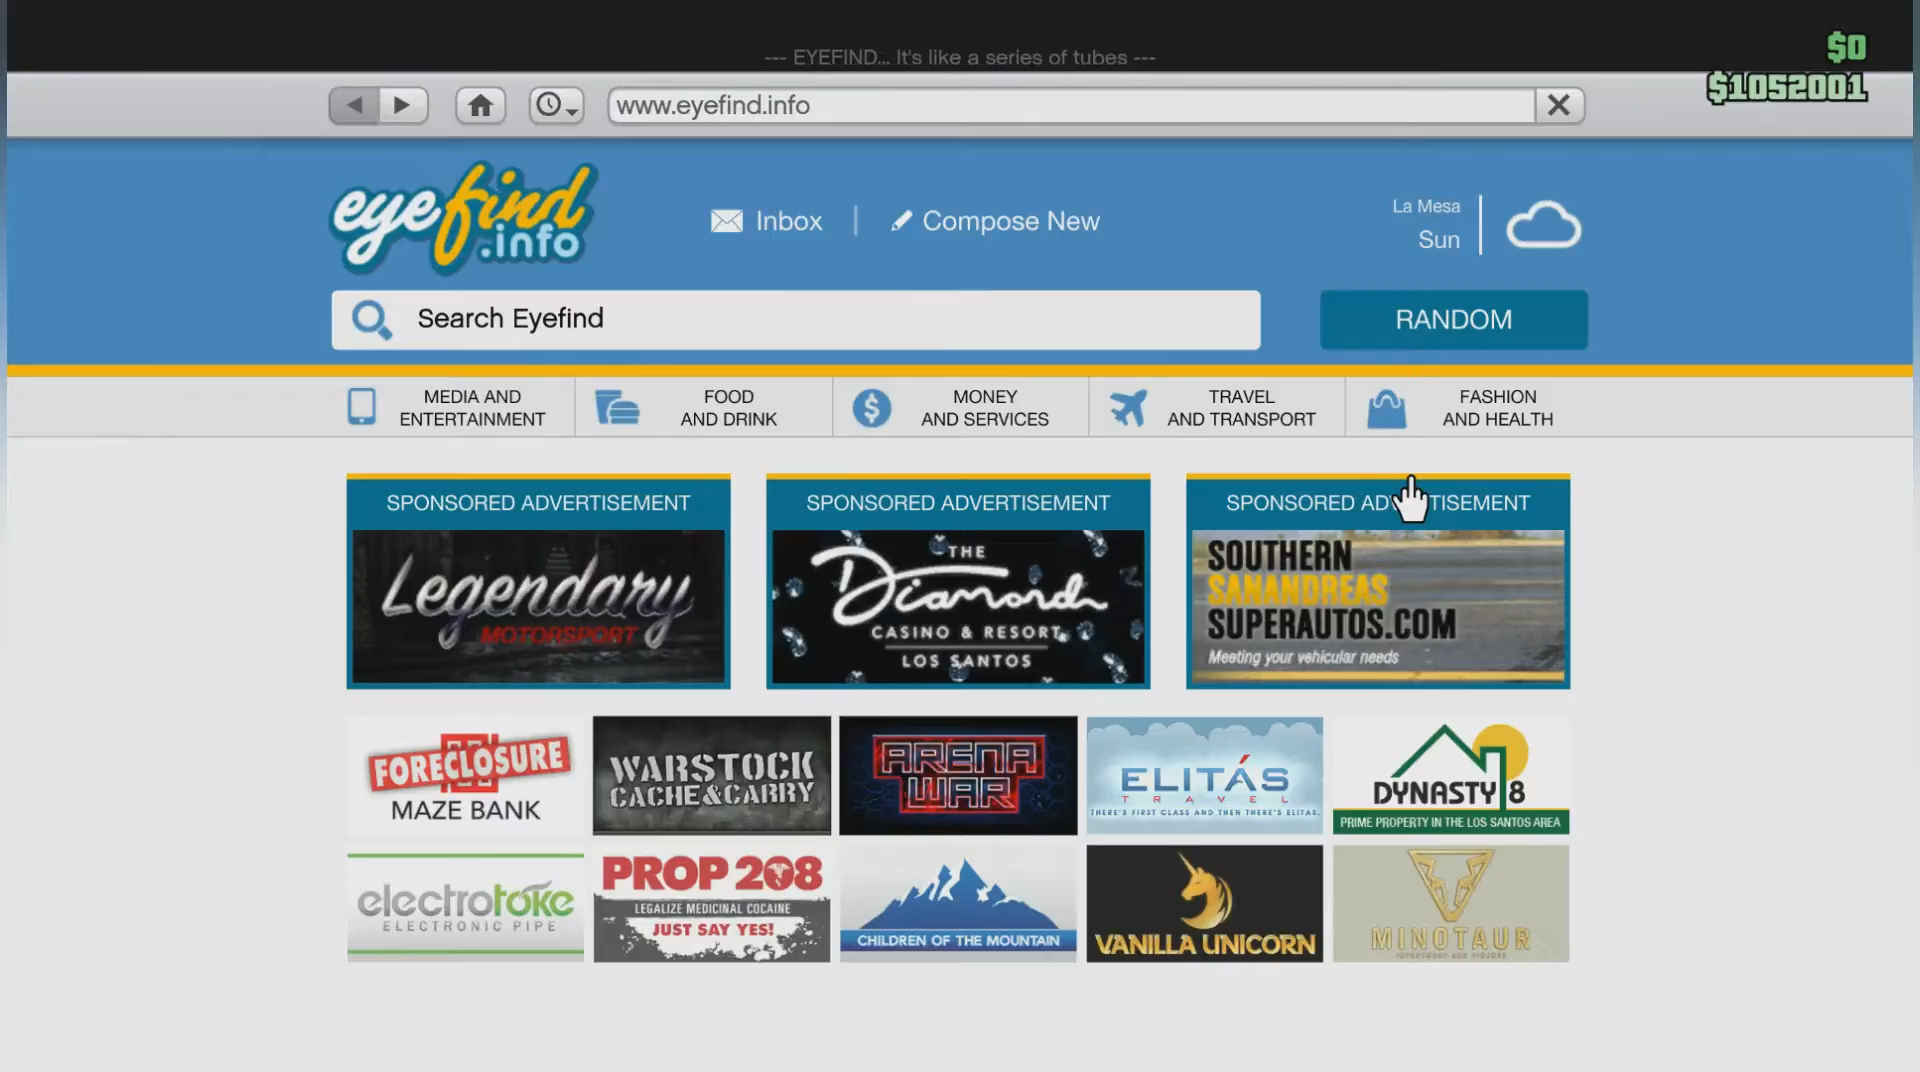 --- EYEFIND... It's like a series of tubes ---
$0
$1052001
www.eyefind.info
eyefind
.info
Inbox
Compose New
La Mesa
Sun
Search Eyefind
RANDOM
MEDIA AND
ENTERTAINMENT
FOOD
AND DRINK
MONEY
AND SERVICES
TRAVEL
AND TRANSPORT
FASHION
AND HEALTH
SPONSORED ADVERTISEMENT
Legendary
MOTORSPORT
SPONSORED ADVERTISEMENT
THE
Diamond
CASINO & RESORT
LOS SANTOS
SPONSORED ADVERTISEMENT
SOUTHERN
SANANDREAS
SUPERAUTOS.COM
Meeting your vehicular needs
FORECLOSURE
MAZE BANK
WARSTOCK
CACHE&CARRY
ARENA
WAR
ELITÁS
TRAVEL
THERE'S FIRST CLASS AND THEN THERE'S ELITAS.
DYNASTY 8
PRIME PROPERTY IN THE LOS SANTOS AREA
electrotoke
ELECTRONIC PIPE
PROP 208
LEGALIZE MEDICINAL COCAINE
JUST SAY YES!
CHILDREN OF THE MOUNTAIN
VANILLA UNICORN
MINOTAUR